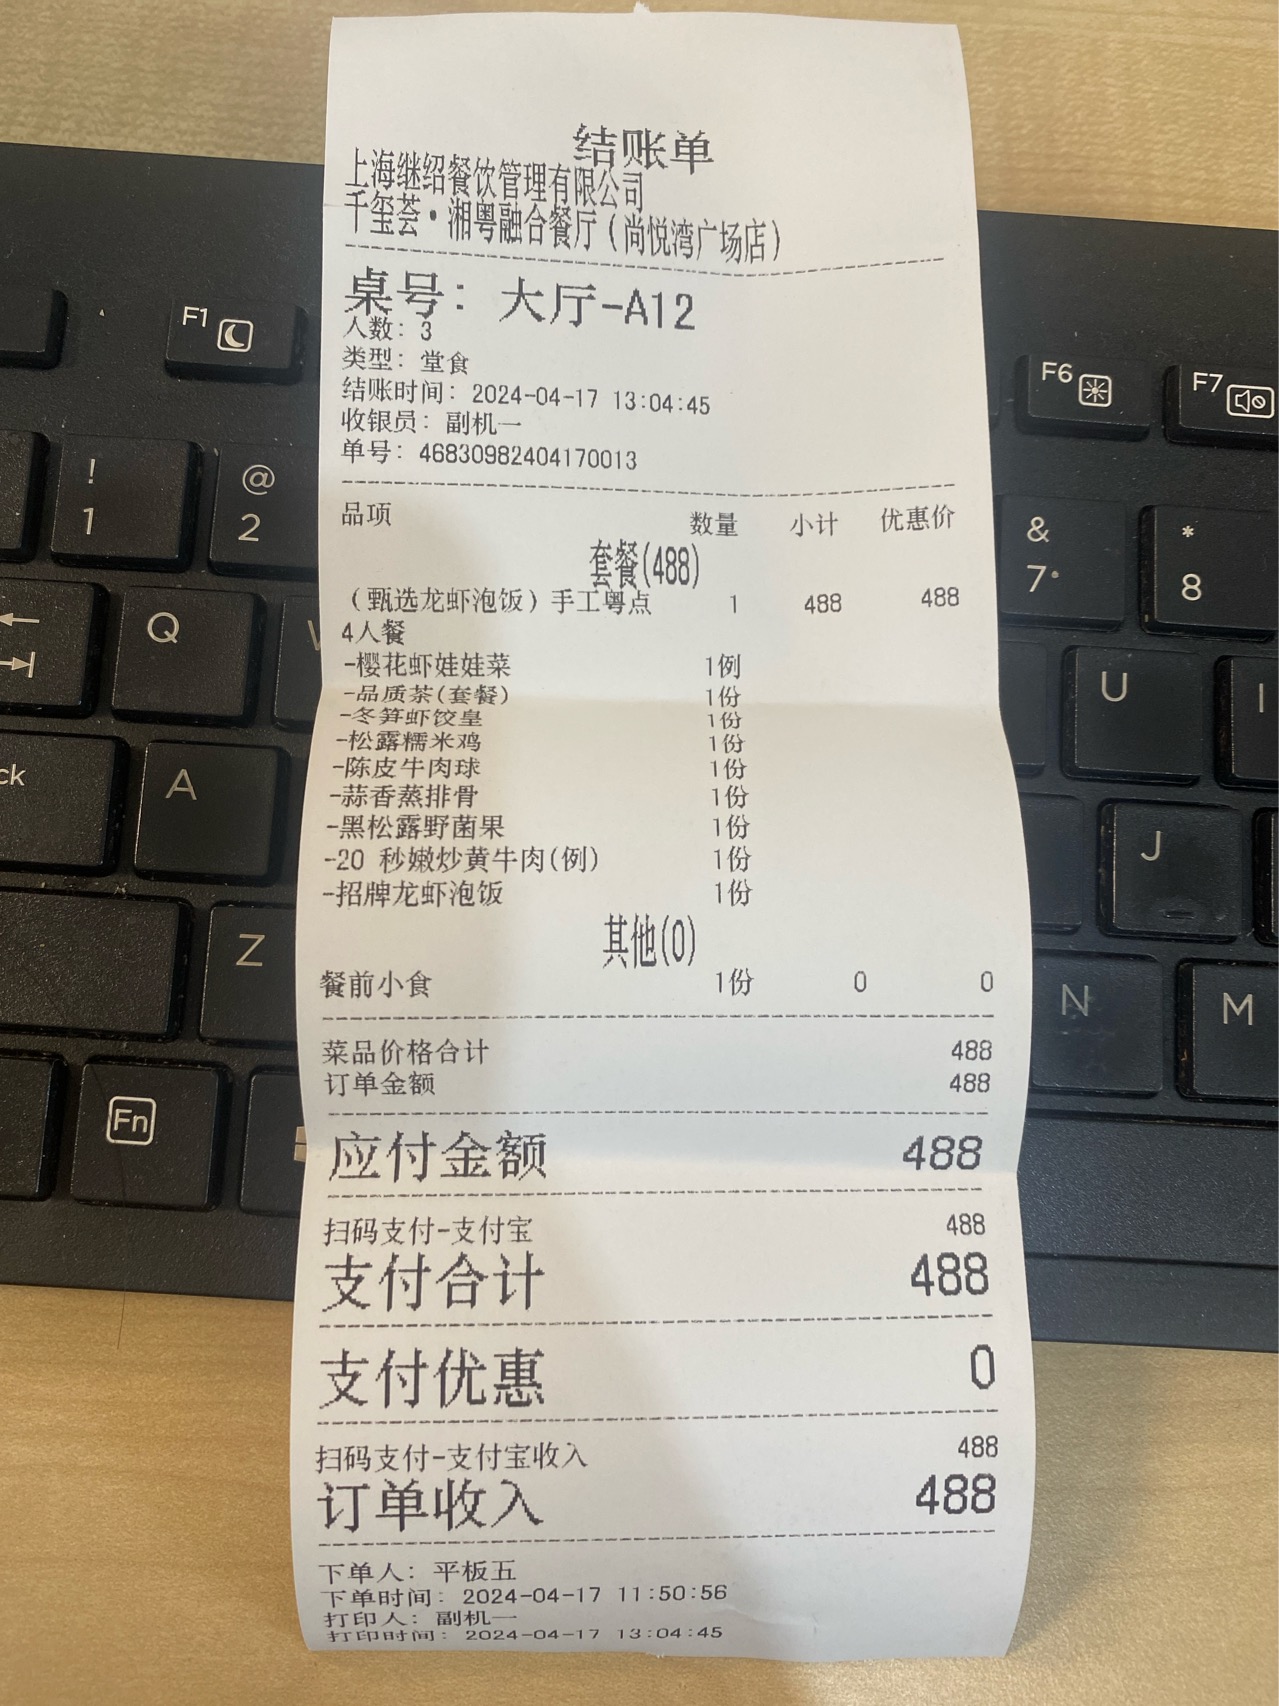 结账单
上海继绍餐饮管理有限公司
千玺荟·湘粤融合餐厅(尚悦湾广场店)
桌号: 大厅-A12
人数: 3
类型: 堂食
结账时间: 2024-04-17 13:04:45
收银员: 副机一
单号: 46830982404170013
品项 数量 小计 优惠价
套餐(488)
(甄选龙虾泡饭)手工粤点 1 488 488
4人餐
-樱花虾娃娃菜 1例
-品质茶(套餐) 1份
-冬笋虾饺皇 1份
-松露糯米鸡 1份
-陈皮牛肉球 1份
-蒜香蒸排骨 1份
-黑松露野菌果 1份
-20 秒嫩炒黄牛肉(例) 1份
-招牌龙虾泡饭 1份
其他(0)
餐前小食 1份 0 0
菜品价格合计 488
订单金额 488
应付金额 488
扫码支付-支付宝 488
支付合计 488
支付优惠 0
扫码支付-支付宝收入 488
订单收入 488
下单人: 平板五
下单时间: 2024-04-17 11:50:56
打印人: 副机一
打印时间: 2024-04-17 13:04:45
F1
F6
F7
!
1
@
2
&
7
*
8
Q
U
I
A
J
Z
N
M
Fn
ck